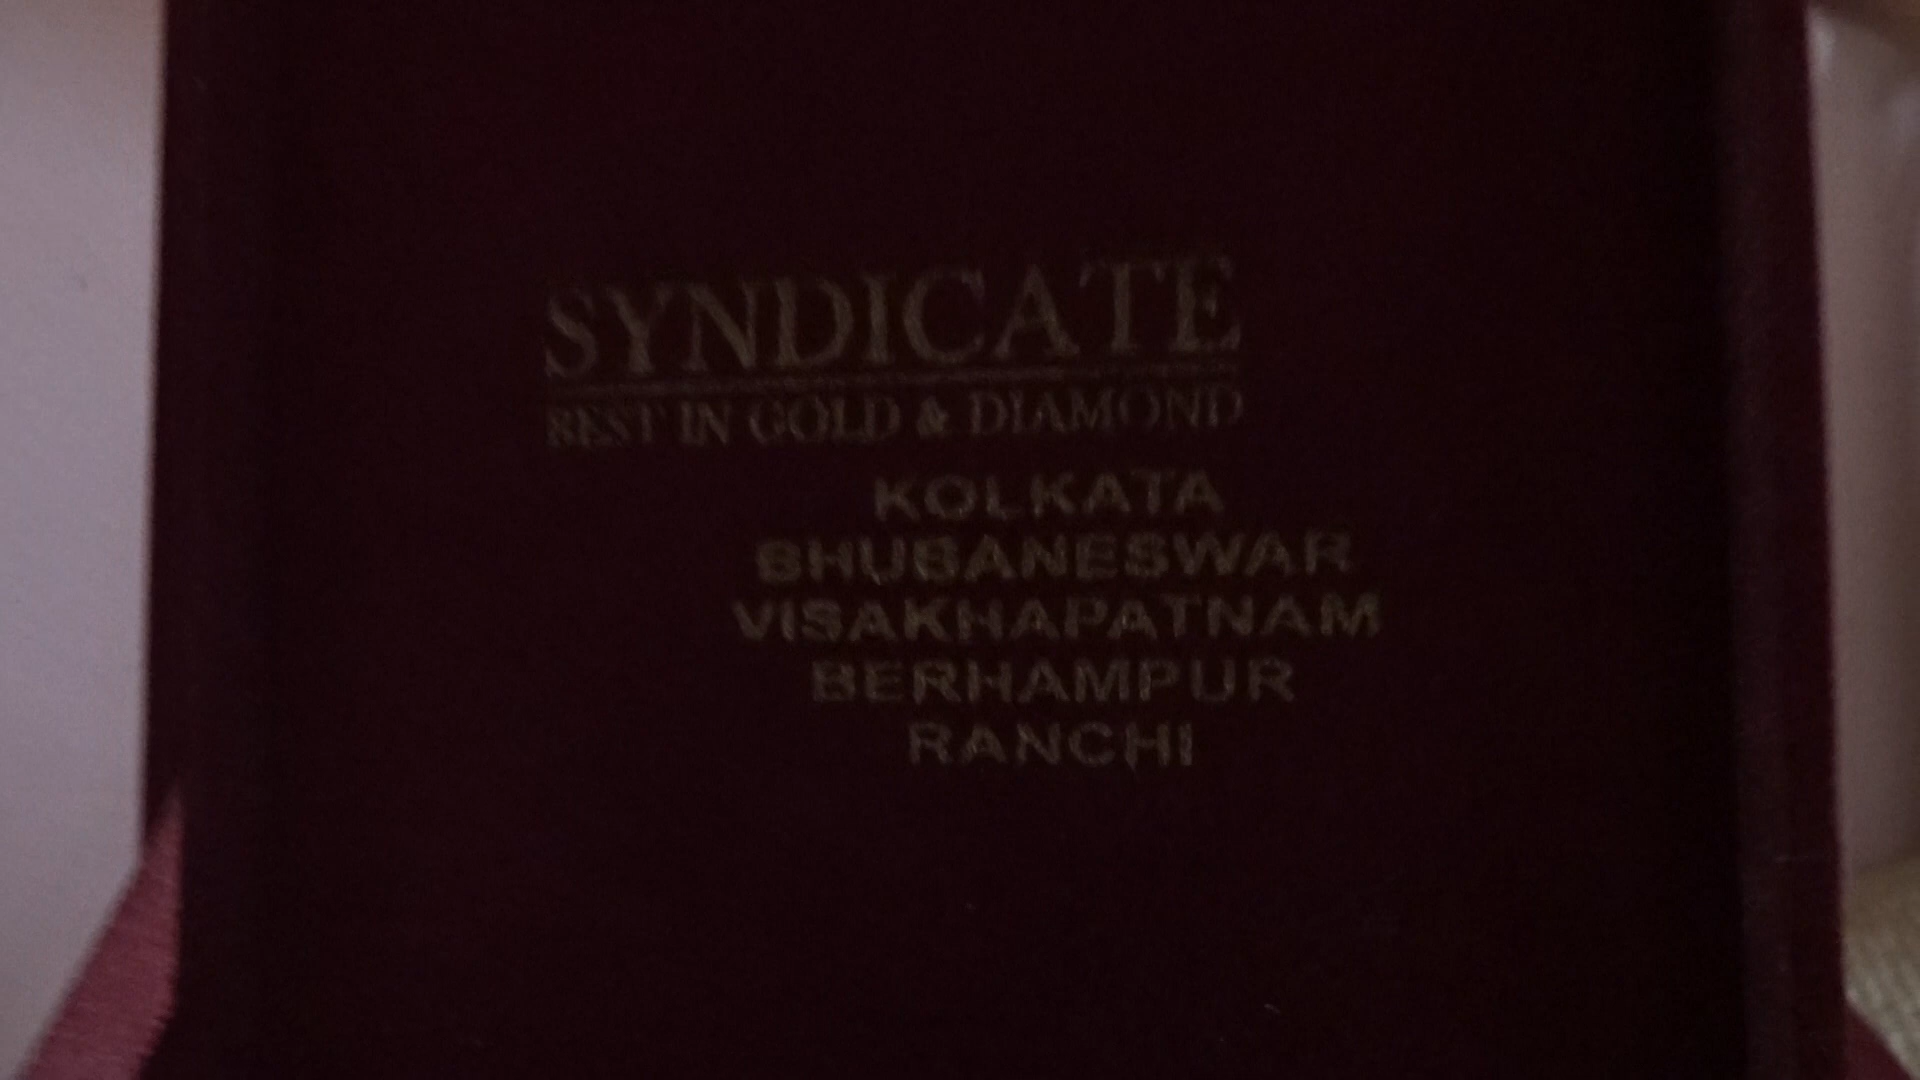 SYNDICATE
BEST IN GOLD & DIAMOND
KOLKATA
BHUBANESWAR
VISAKHAPATNAM
BERHAMPUR
RANCHI